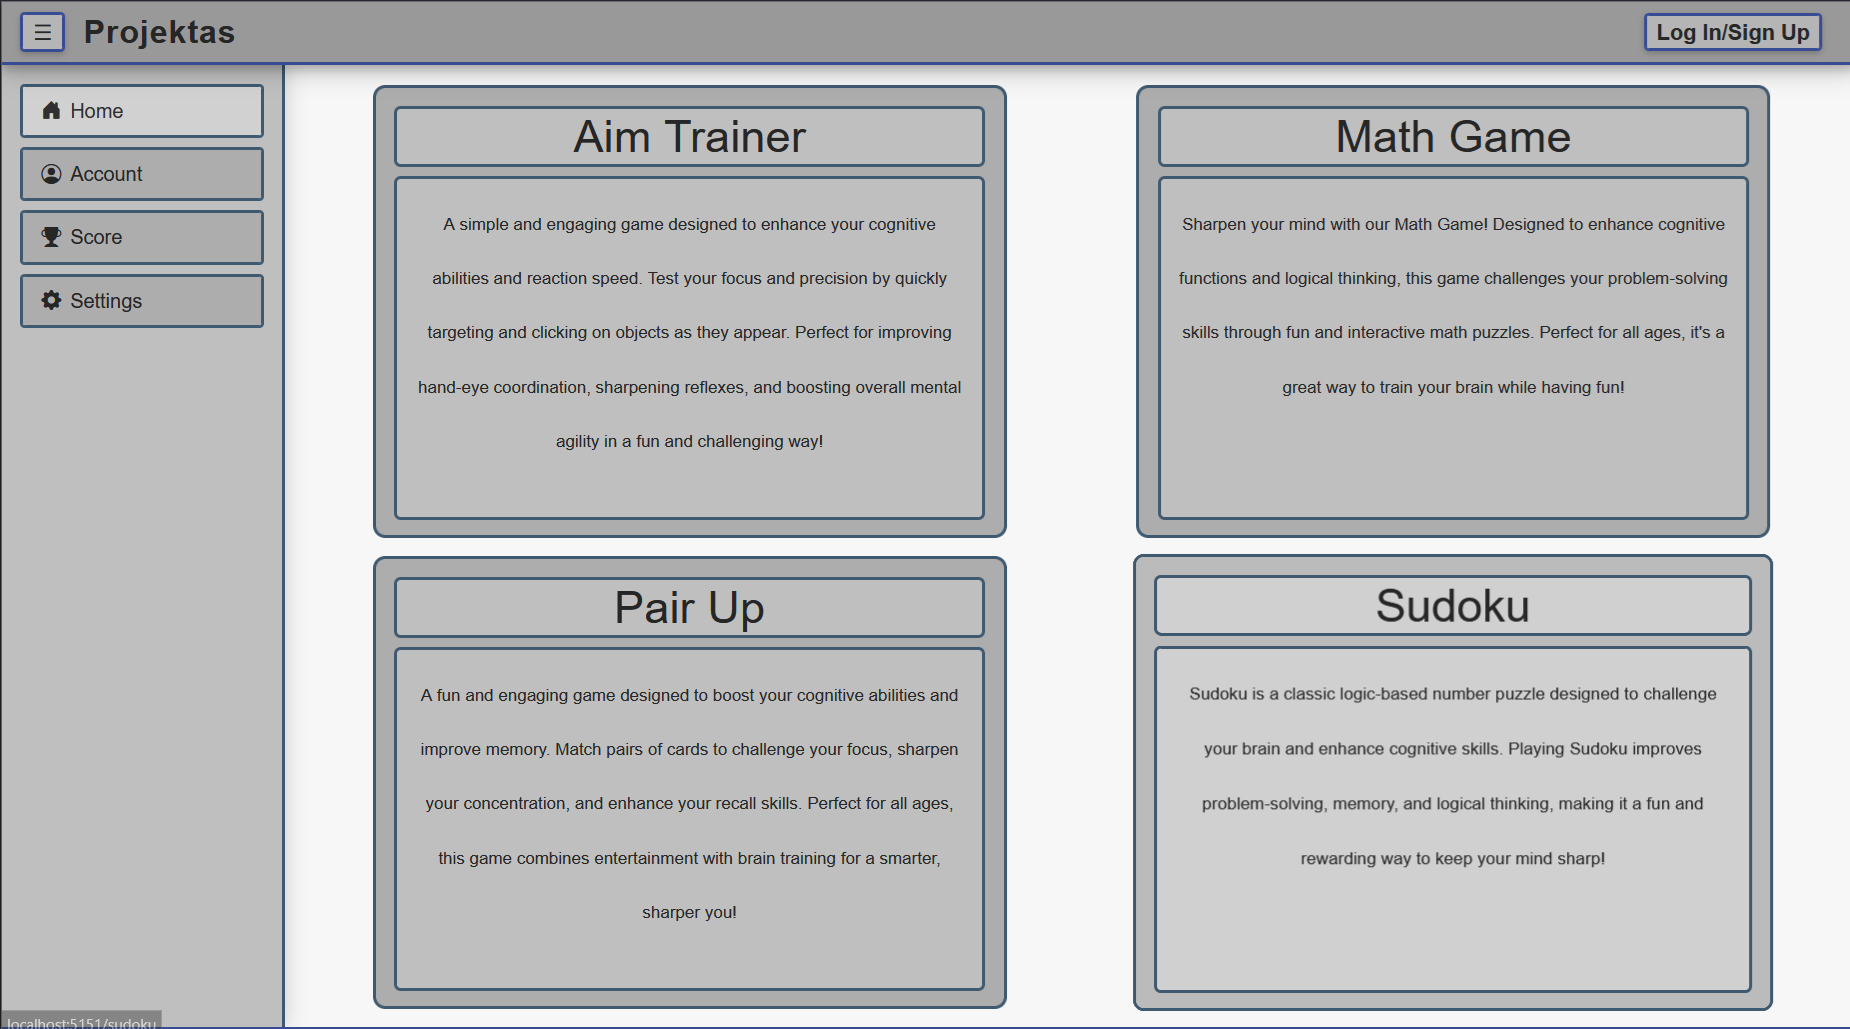 ☰ Projektas
Log In/Sign Up
Home
Account
Score
Settings
Aim Trainer
A simple and engaging game designed to enhance your cognitive
abilities and reaction speed. Test your focus and precision by quickly
targeting and clicking on objects as they appear. Perfect for improving
hand-eye coordination, sharpening reflexes, and boosting overall mental
agility in a fun and challenging way!
Math Game
Sharpen your mind with our Math Game! Designed to enhance cognitive
functions and logical thinking, this game challenges your problem-solving
skills through fun and interactive math puzzles. Perfect for all ages, it's a
great way to train your brain while having fun!
Pair Up
A fun and engaging game designed to boost your cognitive abilities and
improve memory. Match pairs of cards to challenge your focus, sharpen
your concentration, and enhance your recall skills. Perfect for all ages,
this game combines entertainment with brain training for a smarter,
sharper you!
Sudoku
Sudoku is a classic logic-based number puzzle designed to challenge
your brain and enhance cognitive skills. Playing Sudoku improves
problem-solving, memory, and logical thinking, making it a fun and
rewarding way to keep your mind sharp!
localhost:5151/sudoku